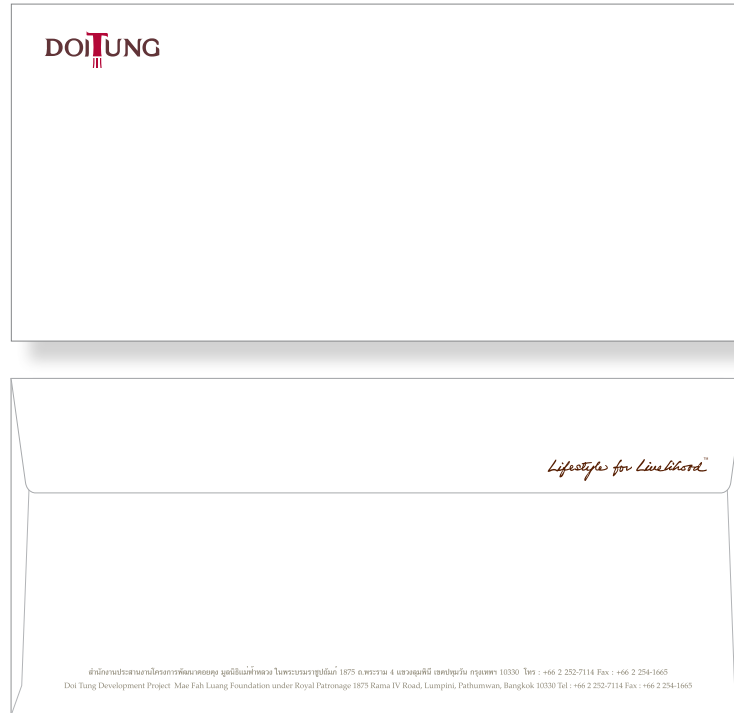 DOITUNG
Lifestyle for Livelihood™
สำนักงานประสานงานโครงการพัฒนาดอยตุง มูลนิธิแม่ฟ้าหลวง ในพระบรมราชูปถัมภ์ 1875 ถ.พระราม 4 แขวงลุมพินี เขตปทุมวัน กรุงเทพฯ 10330 โทร : +66 2 252-7114 Fax : +66 2 254-1665
Doi Tung Development Project Mae Fah Luang Foundation under Royal Patronage 1875 Rama IV Road, Lumpini, Pathumwan, Bangkok 10330 Tel : +66 2 252-7114 Fax : +66 2 254-1665